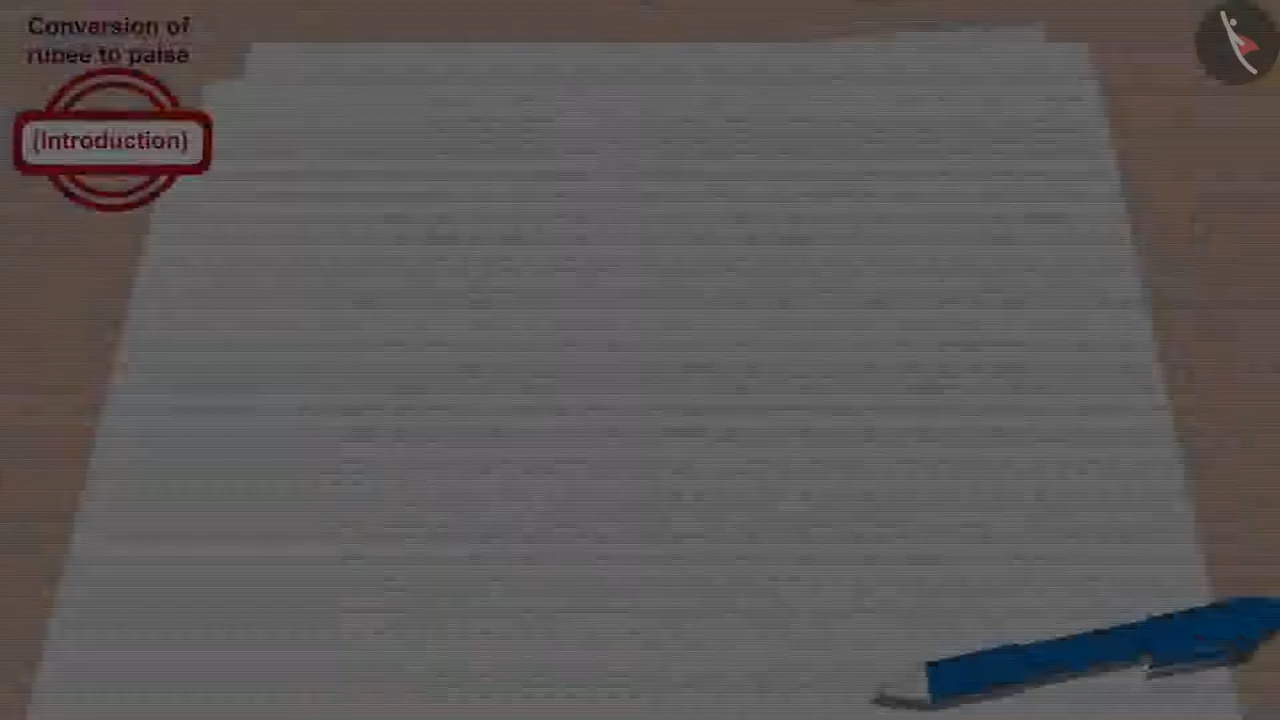 Conversion of
rupee to paise
(Introduction)